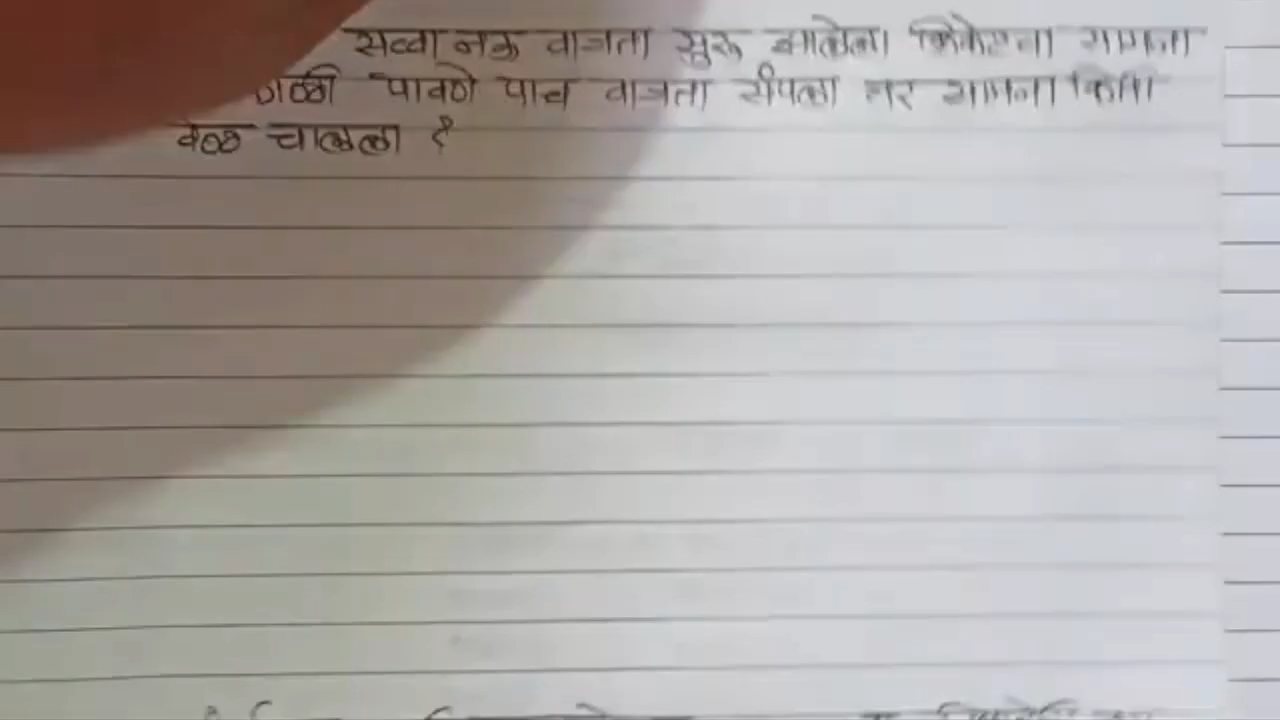 सव्वा नऊ वाजता सुरू झालेला क्रिकेटचा सामना
पावणे पाच वाजता संपला तर सामना किती
वेळ चालला ?